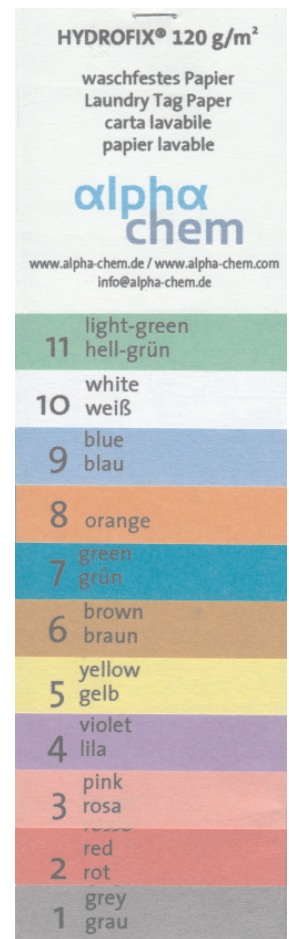 HYDROFIX® 120 g/m²
waschfestes Papier
Laundry Tag Paper
carta lavabile
papier lavable
alpha
chem
www.alpha-chem.de / www.alpha-chem.com
info@alpha-chem.de
light-green
11 hell-grün
white
10 weiß
blue
9 blau
8 orange
green
7 grün
brown
6 braun
yellow
5 gelb
violet
4 lila
pink
3 rosa
red
2 rot
grey
1 grau